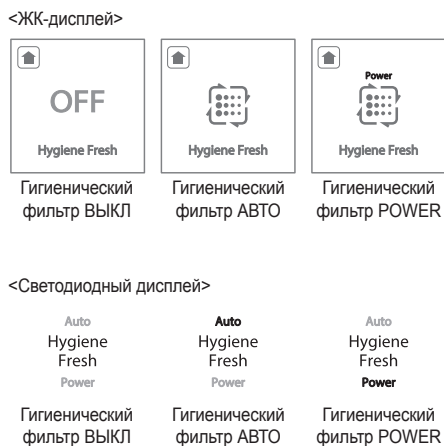 <ЖК-дисплей>
OFF
Hygiene Fresh
Гигиенический
фильтр ВЫКЛ
Hygiene Fresh
Гигиенический
фильтр АВТО
Power
Hygiene Fresh
Гигиенический
фильтр POWER
<Светодиодный дисплей>
Auto
Hygiene
Fresh
Power
Гигиенический
фильтр ВЫКЛ
Auto
Hygiene
Fresh
Power
Гигиенический
фильтр АВТО
Auto
Hygiene
Fresh
Power
Гигиенический
фильтр POWER